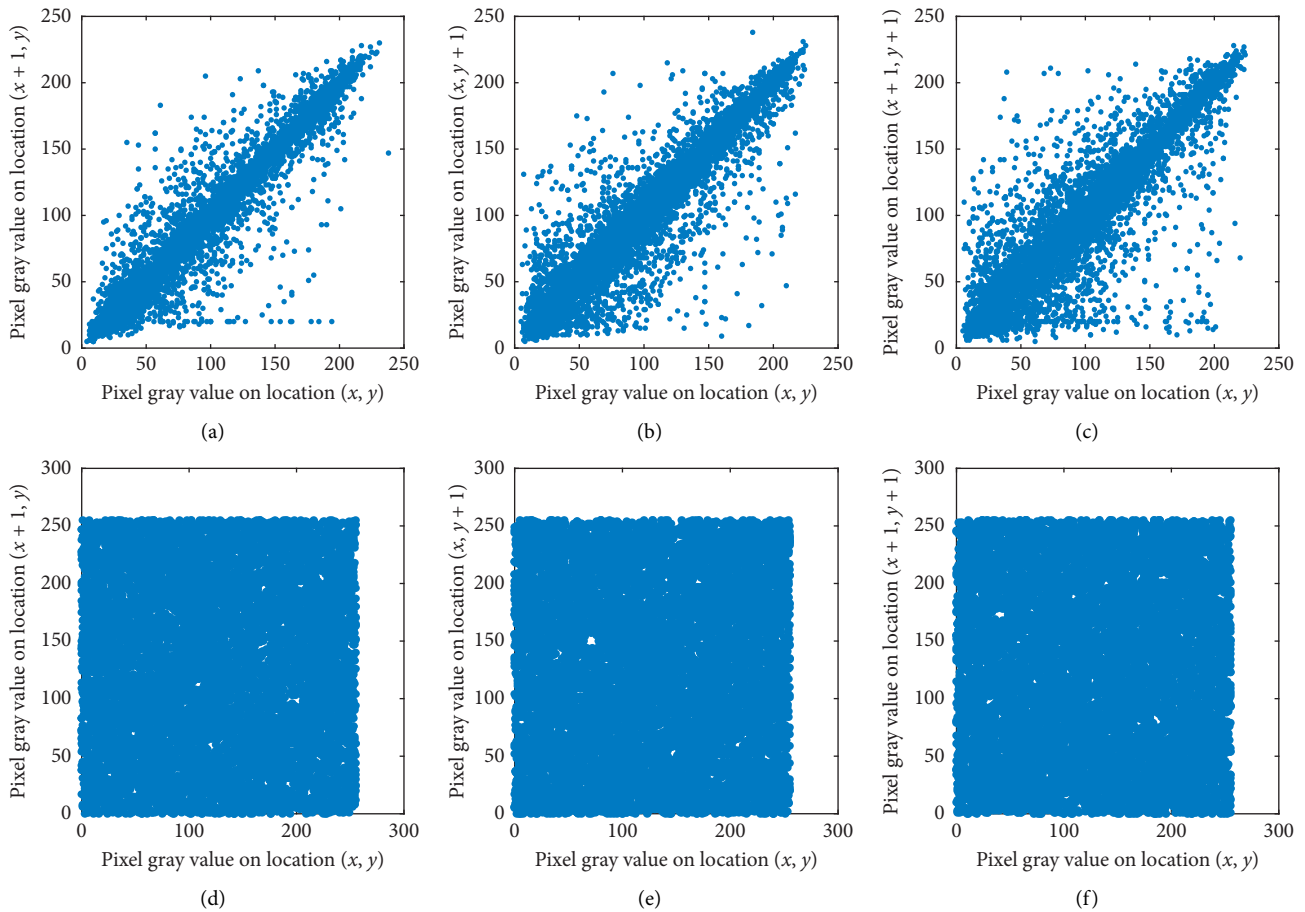 250
200
150
100
50
0
Pixel gray value on location (x + 1, y)
0 50 100 150 200 250
Pixel gray value on location (x, y)
(a)
250
200
150
100
50
0
Pixel gray value on location (x, y + 1)
0 50 100 150 200 250
Pixel gray value on location (x, y)
(b)
250
200
150
100
50
0
Pixel gray value on location (x + 1, y + 1)
0 50 100 150 200 250
Pixel gray value on location (x, y)
(c)
300
250
200
150
100
50
0
Pixel gray value on location (x + 1, y)
0 100 200 300
Pixel gray value on location (x, y)
(d)
300
250
200
150
100
50
0
Pixel gray value on location (x, y + 1)
0 100 200 300
Pixel gray value on location (x, y)
(e)
300
250
200
150
100
50
0
Pixel gray value on location (x + 1, y + 1)
0 100 200 300
Pixel gray value on location (x, y)
(f)